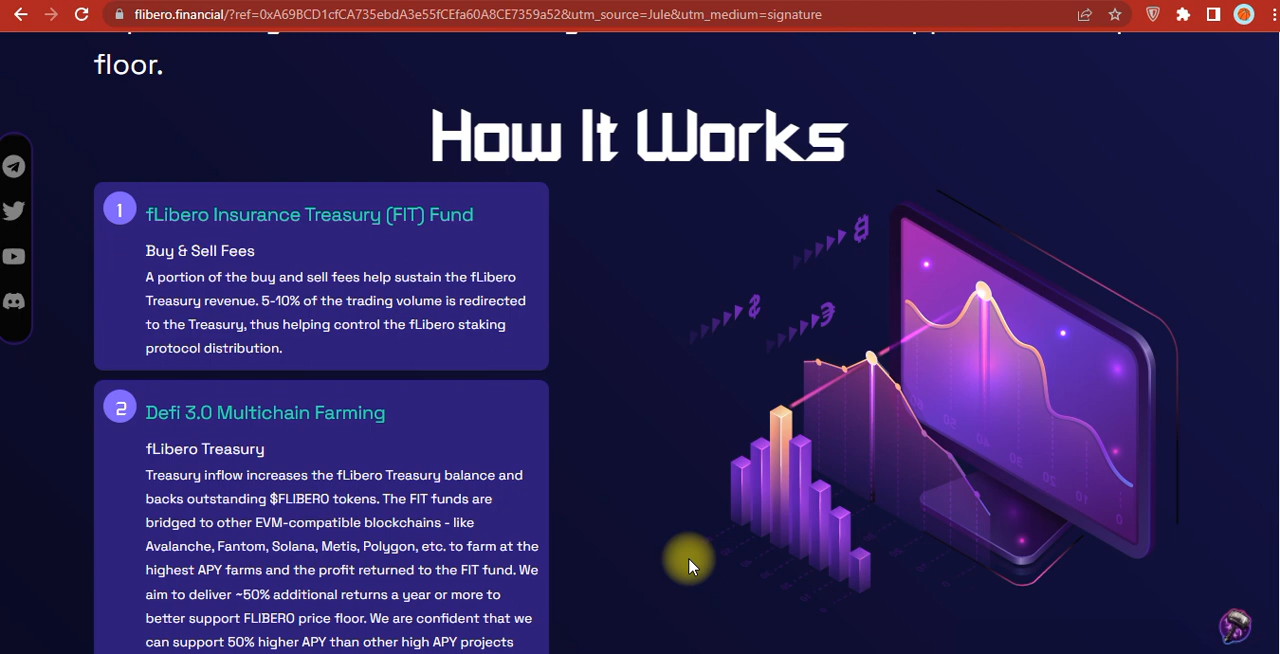 flibero.financial/?ref=0xA69BCD1cfCA735ebdA3e55fCEfa60A8CE7359a52&utm_source=Jule&utm_medium=signature
floor.
How It Works
1
fLibero Insurance Treasury (FIT) Fund
Buy & Sell Fees
A portion of the buy and sell fees help sustain the fLibero
Treasury revenue. 5-10% of the trading volume is redirected
to the Treasury, thus helping control the fLibero staking
protocol distribution.
2
Defi 3.0 Multichain Farming
fLibero Treasury
Treasury inflow increases the fLibero Treasury balance and
backs outstanding $FLIBERO tokens. The FIT funds are
bridged to other EVM-compatible blockchains - like
Avalanche, Fantom, Solana, Metis, Polygon, etc. to farm at the
highest APY farms and the profit returned to the FIT fund. We
aim to deliver ~50% additional returns a year or more to
better support FLIBERO price floor. We are confident that we
can support 50% higher APY than other high APY projects
50
40
30
20
10
0